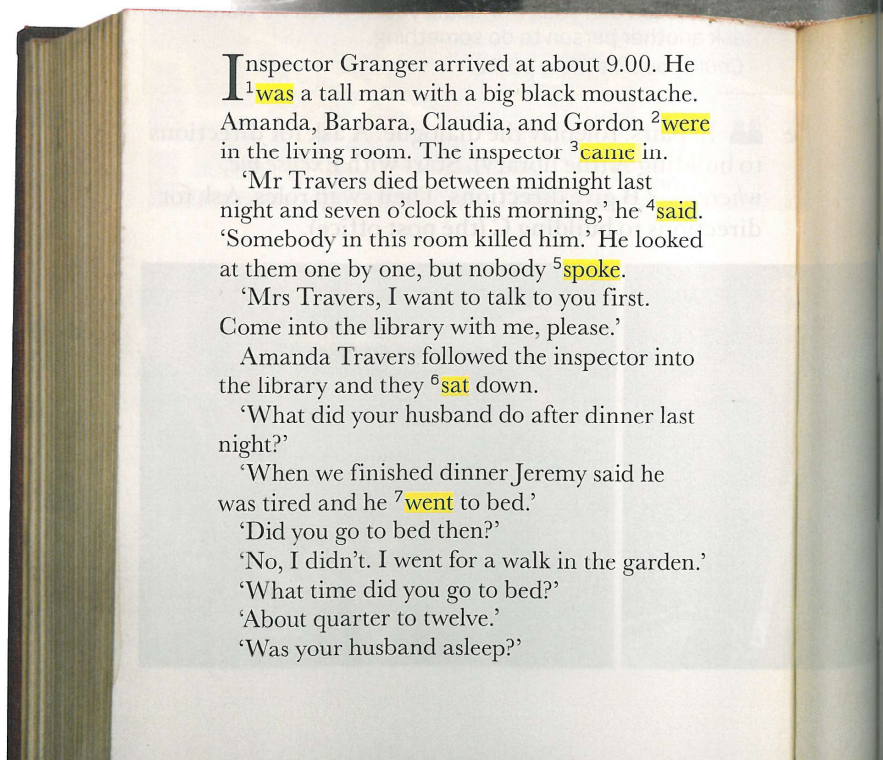 Inspector Granger arrived at about 9.00. He
1was a tall man with a big black moustache.
Amanda, Barbara, Claudia, and Gordon 2were
in the living room. The inspector 3came in.
‘Mr Travers died between midnight last
night and seven o’clock this morning,’ he 4said.
‘Somebody in this room killed him.’ He looked
at them one by one, but nobody 5spoke.
‘Mrs Travers, I want to talk to you first.
Come into the library with me, please.’
Amanda Travers followed the inspector into
the library and they 6sat down.
‘What did your husband do after dinner last
night?’
‘When we finished dinner Jeremy said he
was tired and he 7went to bed.’
‘Did you go to bed then?’
‘No, I didn’t. I went for a walk in the garden.’
‘What time did you go to bed?’
‘About quarter to twelve.’
‘Was your husband asleep?’